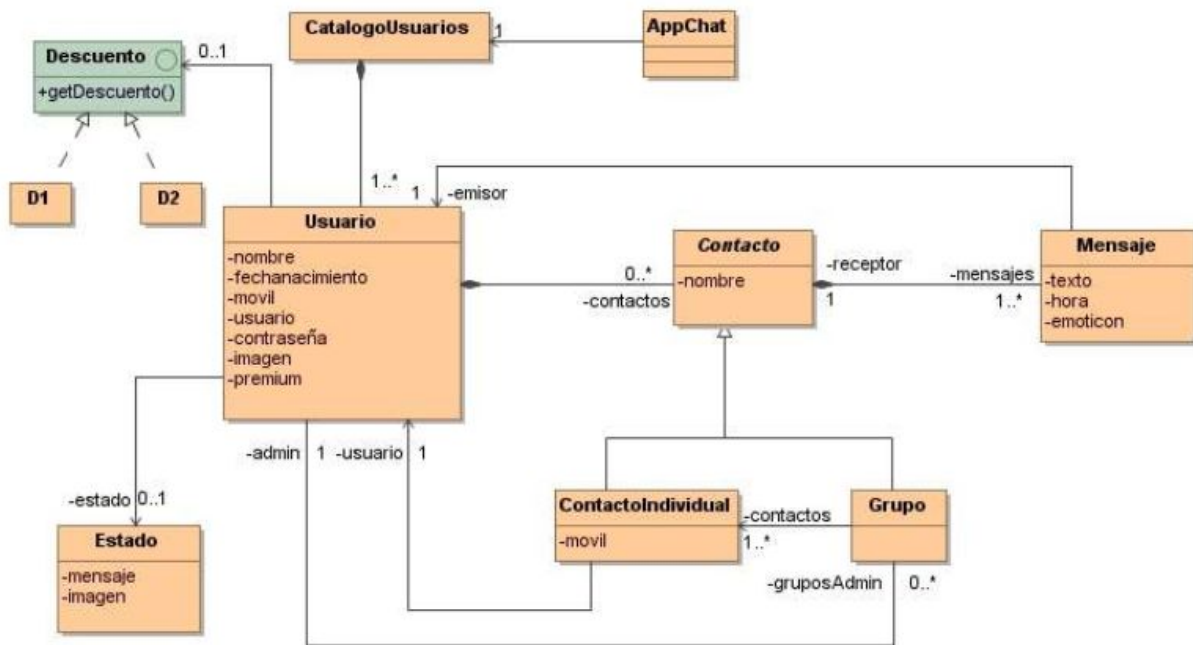 CatalogoUsuarios
1
AppChat
Descuento
+getDescuento()
0..1
D1
D2
1..*
1
-emisor
Usuario
-nombre
-fechanacimiento
-movil
-usuario
-contraseña
-imagen
-premium
0..*
-contactos
Contacto
-nombre
-receptor
1
-mensajes
1..*
Mensaje
-texto
-hora
-emoticon
-admin
1
-usuario
1
-estado
0..1
Estado
-mensaje
-imagen
ContactoIndividual
-movil
-contactos
1..*
Grupo
-gruposAdmin
0..*